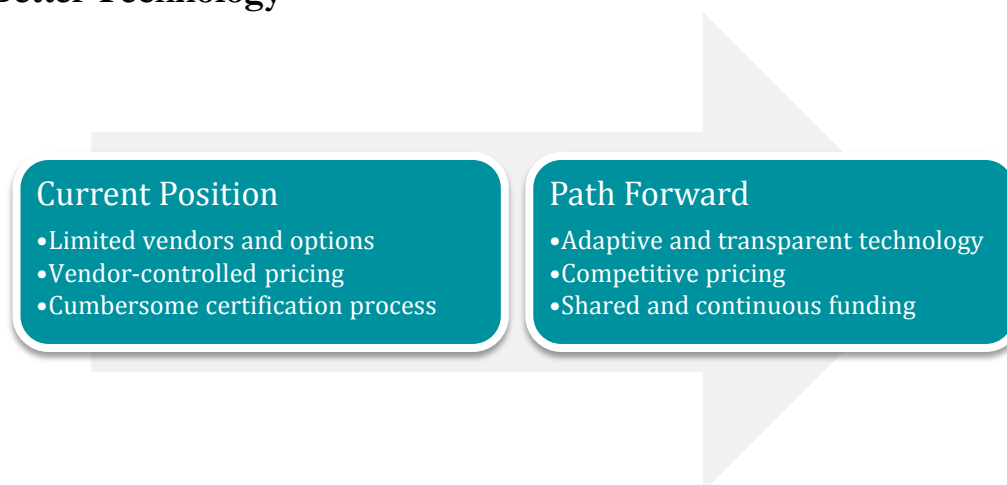 Technology
Current Position
•Limited vendors and options
•Vendor-controlled pricing
•Cumbersome certification process
Path Forward
•Adaptive and transparent technology
•Competitive pricing
•Shared and continuous funding